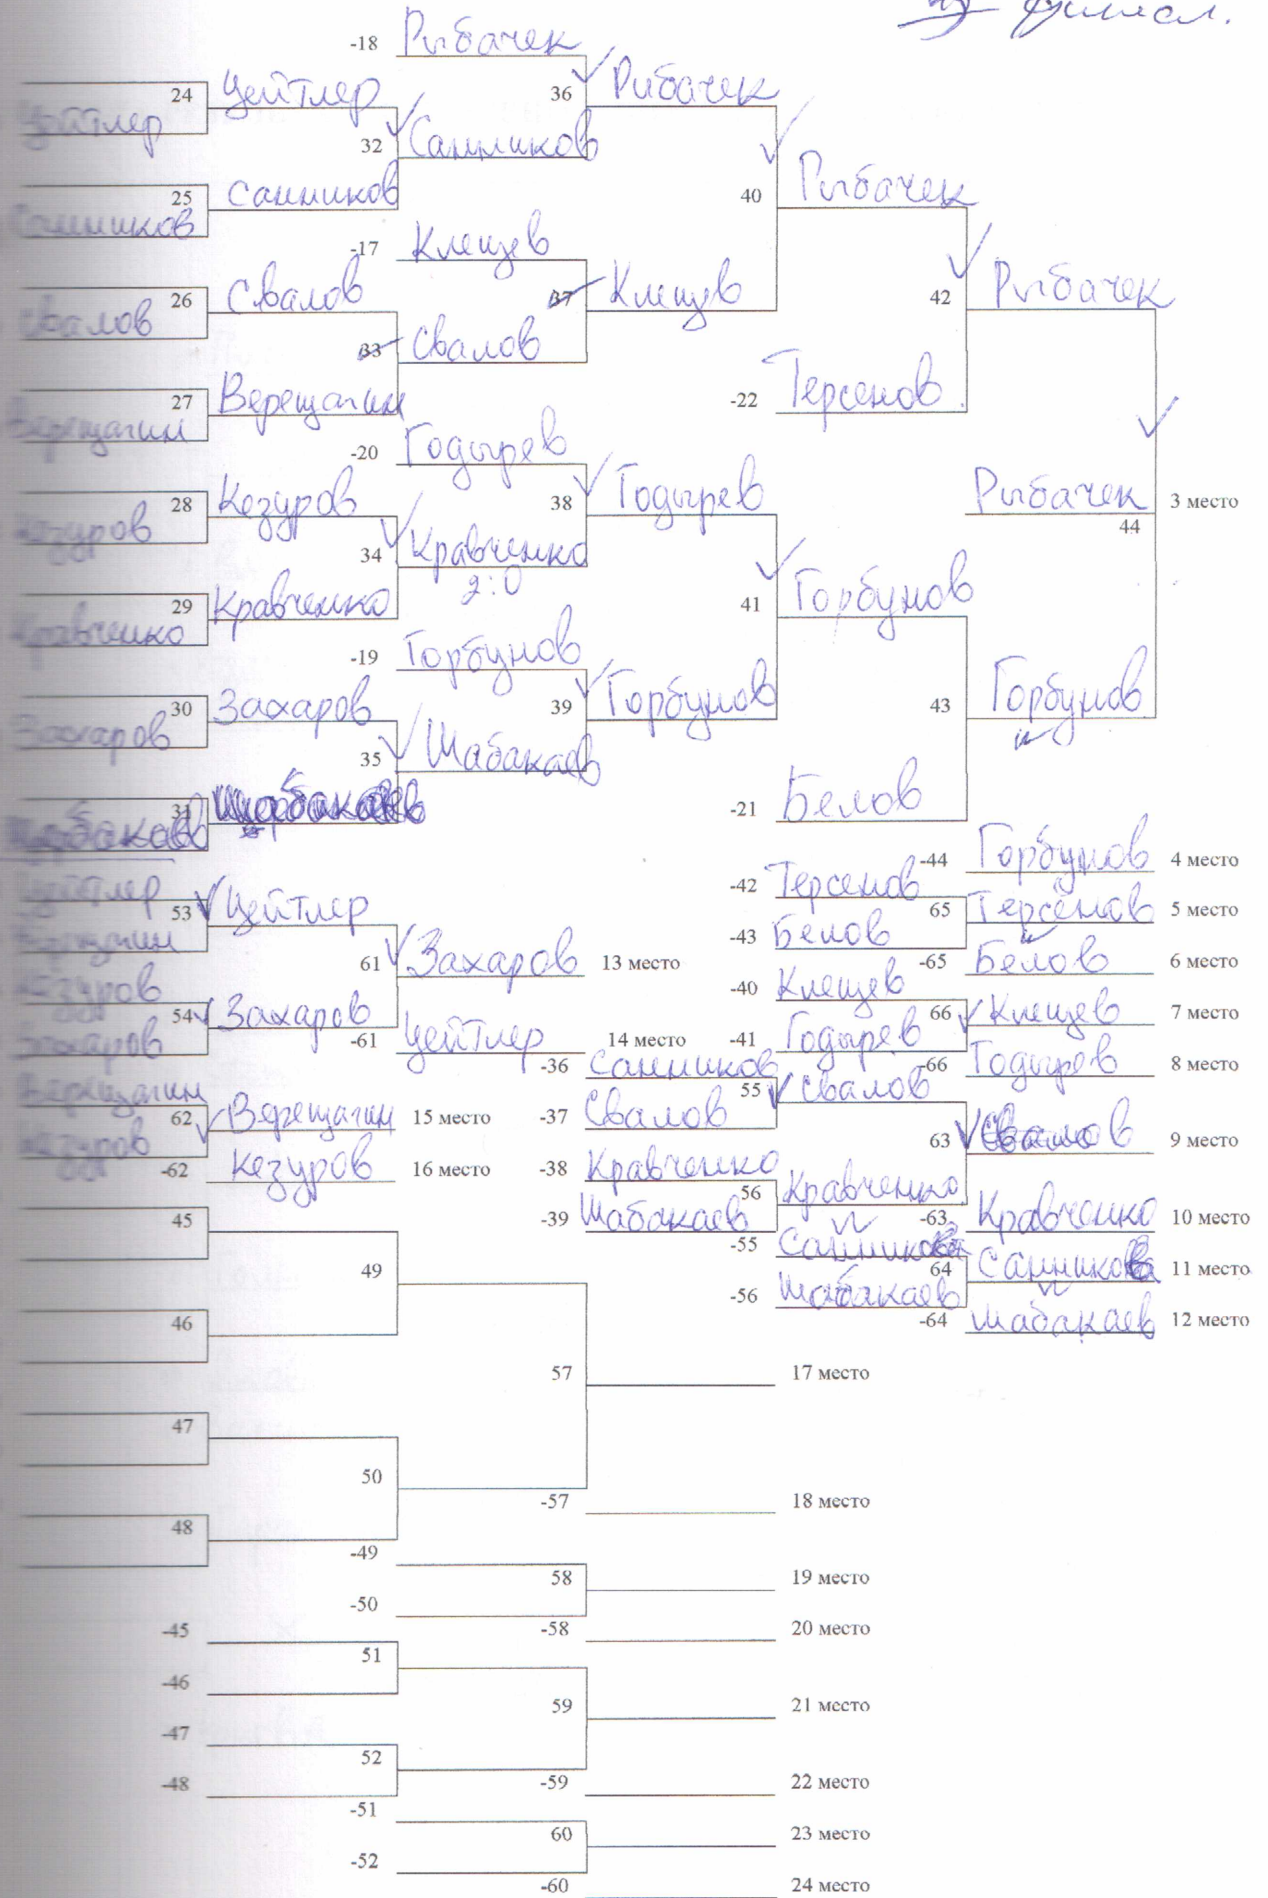 финал.
-18 Рыбачек
24 Цейтлер
36 Рыбачек
Цейтлер
32 Санников
25 Санников
40 Рыбачек
Санников
-17 Клещев
26 Свалов
37 Клещев
42 Рыбачек
Свалов
33 Свалов
27 Верещагин
-22 Терсенов
Верещагин
-20 Годырев
28 Кезуров
38 Годырев
Рыбачек 3 место
Кезуров
44
34 Кравченко
2:0
29 Кравченко
41 Горбунов
Кравченко
-19 Горбунов
30 Захаров
39 Горбунов
43 Горбунов
Захаров
35 Шабакаев
31 Шабакаев
-21 Белов
Шабакаев
-44 Горбунов 4 место
Цейтлер
-42 Терсенов
53 Цейтлер
65 Терсенов 5 место
Верещагин
-43 Белов
61 Захаров 13 место
-65 Белов 6 место
Кезуров
-40 Клещев
54 Захаров
66 Клещев 7 место
Захаров
-61 Цейтлер 14 место
-41 Годырев
-36 Санников
-66 Годырев 8 место
Верещагин
55 Свалов
62 Верещагин 15 место
-37 Свалов
63 Свалов 9 место
Кезуров
-62 Кезуров 16 место
-38 Кравченко
56 Кравченко
45
-39 Шабакаев
-63 Кравченко 10 место
-55 Санников
49
64 Санников 11 место
-56 Шабакаев
46
-64 Шабакаев 12 место
57
17 место
47
50
-57
18 место
48
-49
58
19 место
-50
-58
20 место
-45
51
-46
59
21 место
-47
52
-48
-59
22 место
-51
60
23 место
-52
-60
24 место